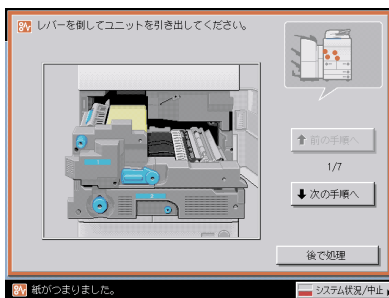 レバーを倒してユニットを引き出してください。
前の手順へ
1/7
次の手順へ
後で処理
紙がつまりました。
システム状況/中止